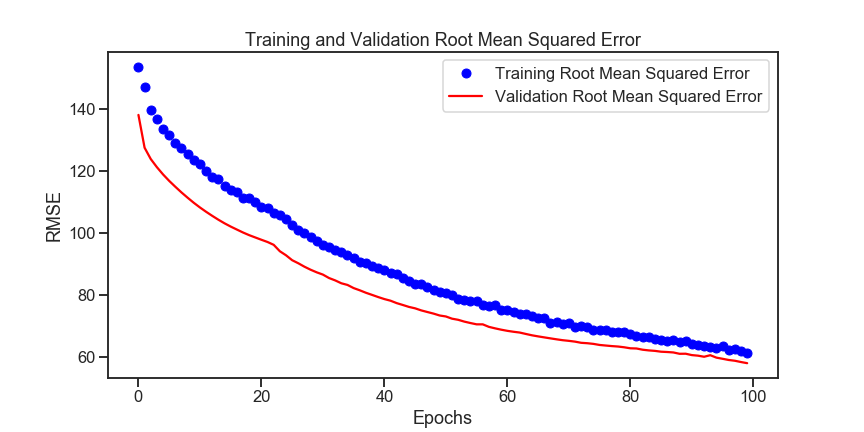 Training and Validation Root Mean Squared Error
Training Root Mean Squared Error
Validation Root Mean Squared Error
RMSE
140
120
100
80
60
0 20 40 60 80 100
Epochs